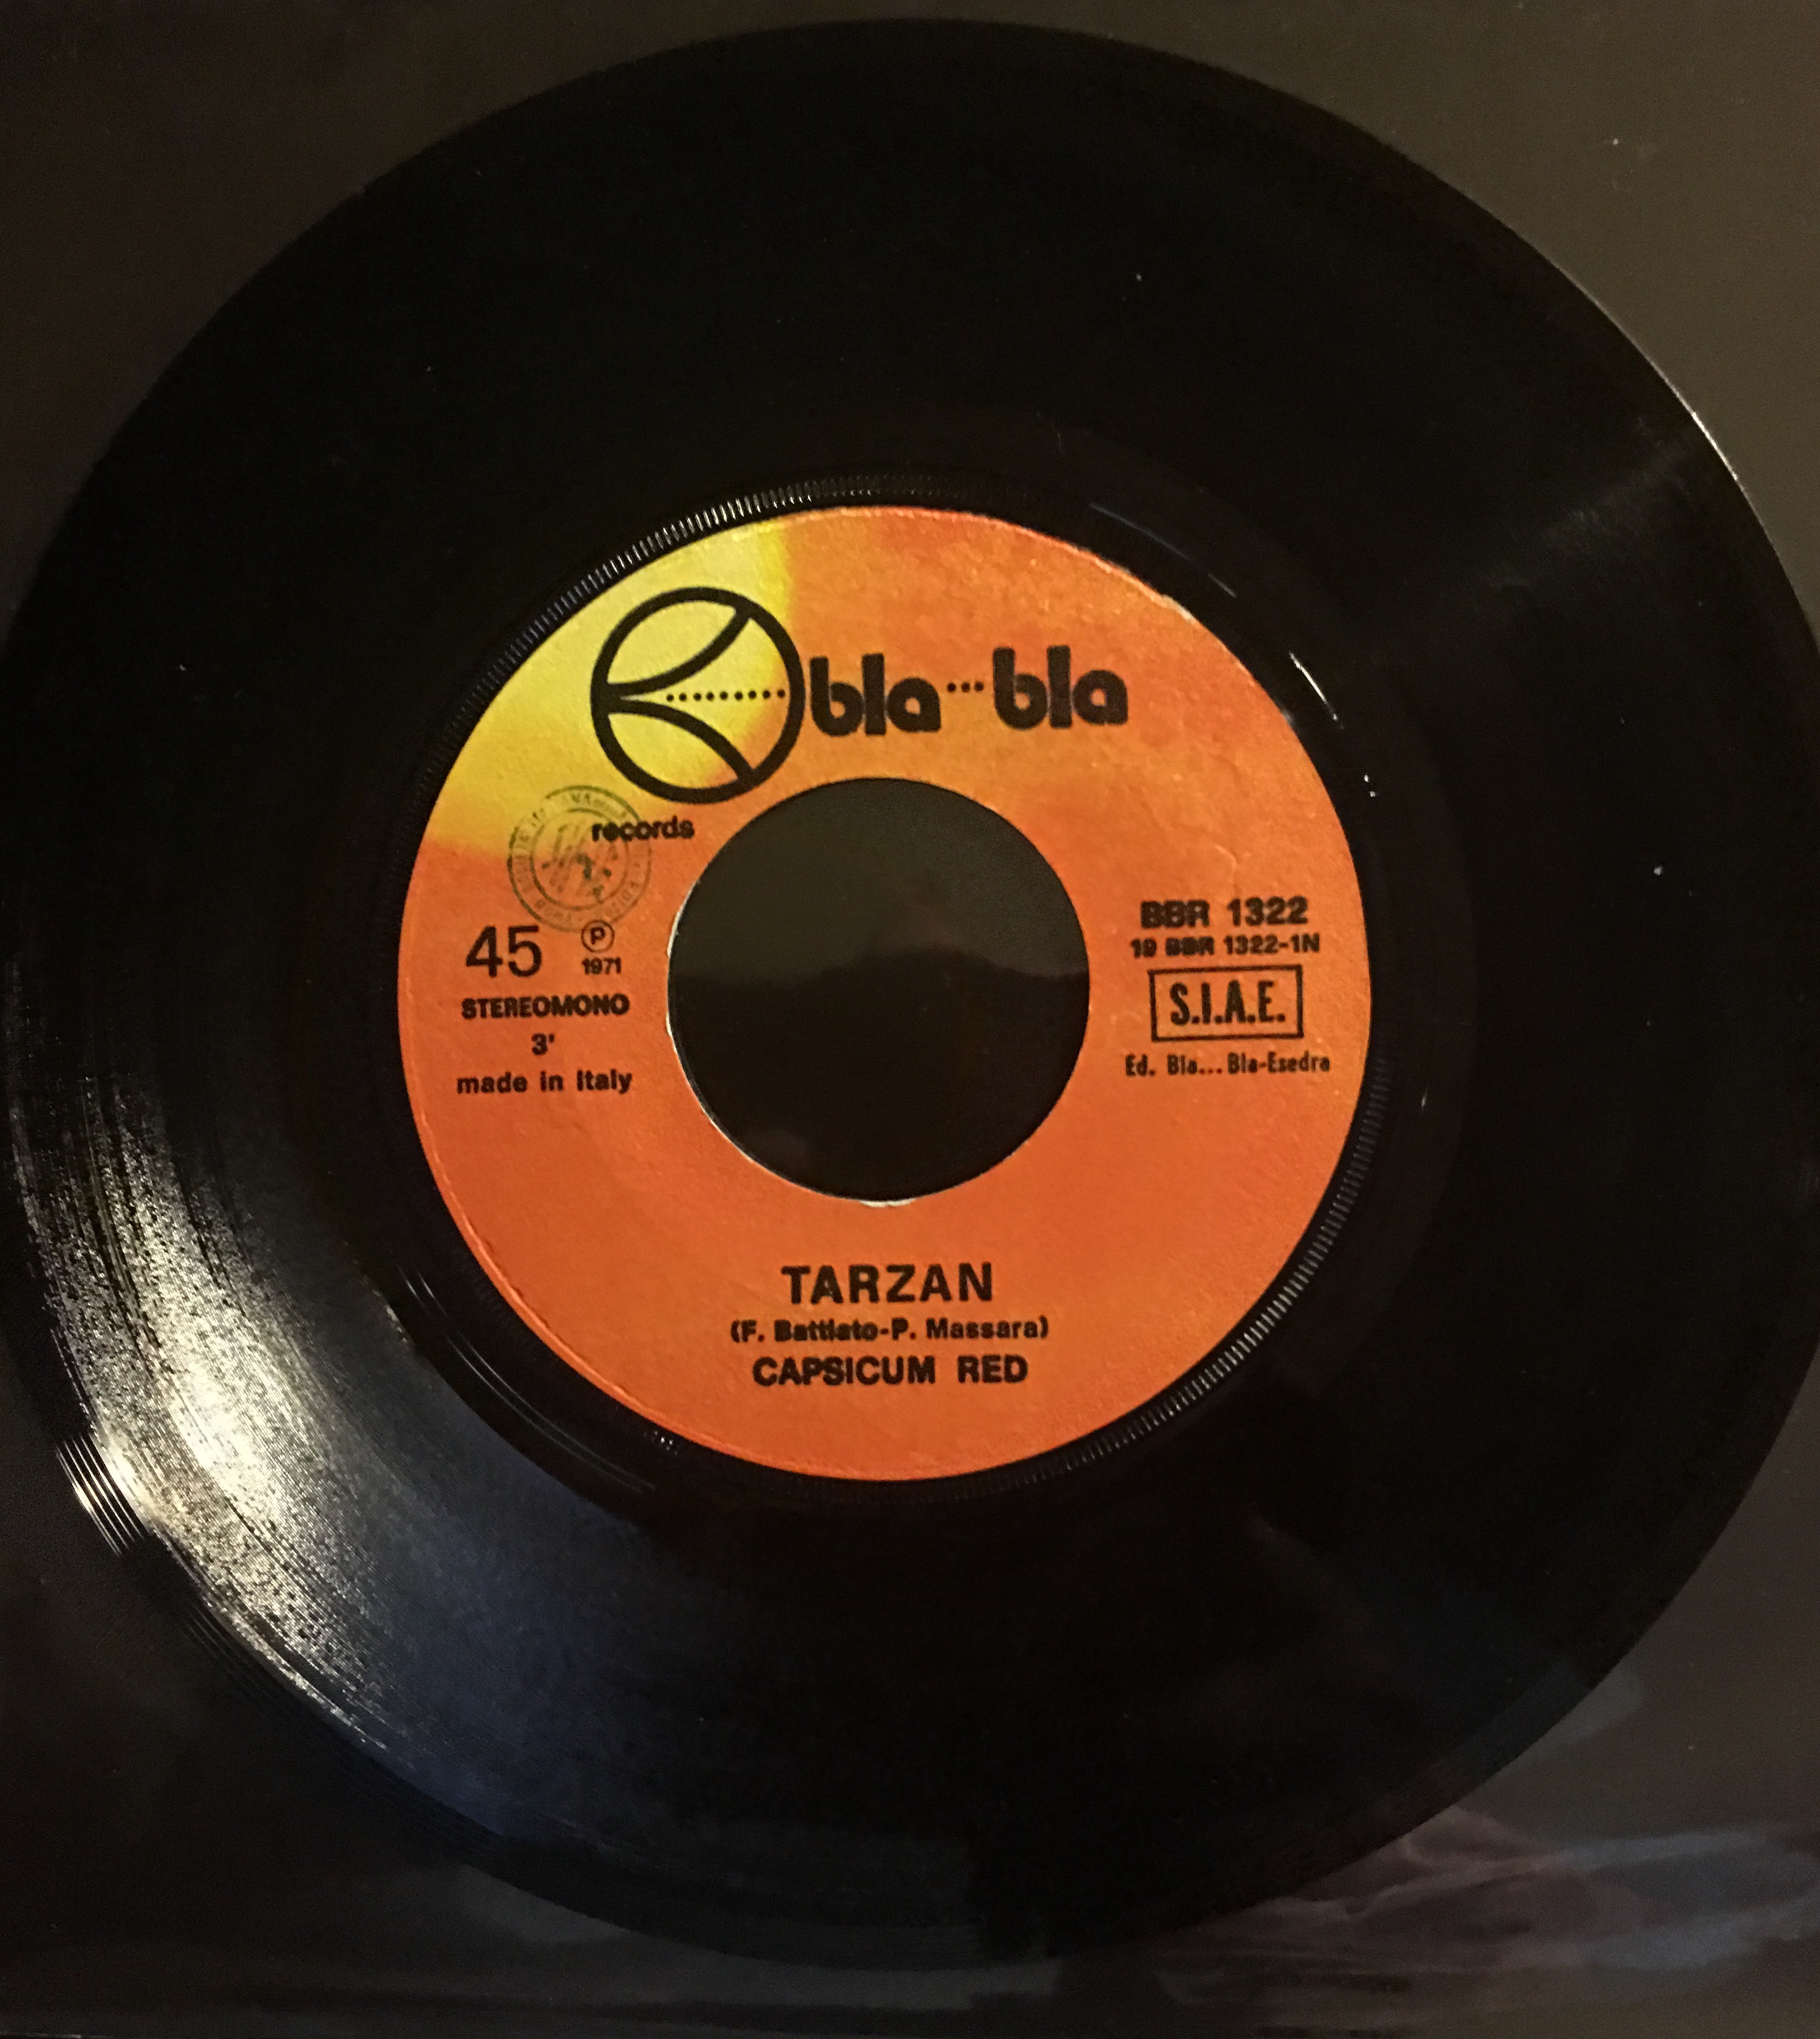 bla...bla
records
45
Ⓟ
1971
STEREOMONO
3'
made in Italy
BBR 1322
19 BBR 1322-1N
S.I.A.E.
Ed. Bla...Bla-Esedra
TARZAN
(F. Battiato-P. Massara)
CAPSICUM RED